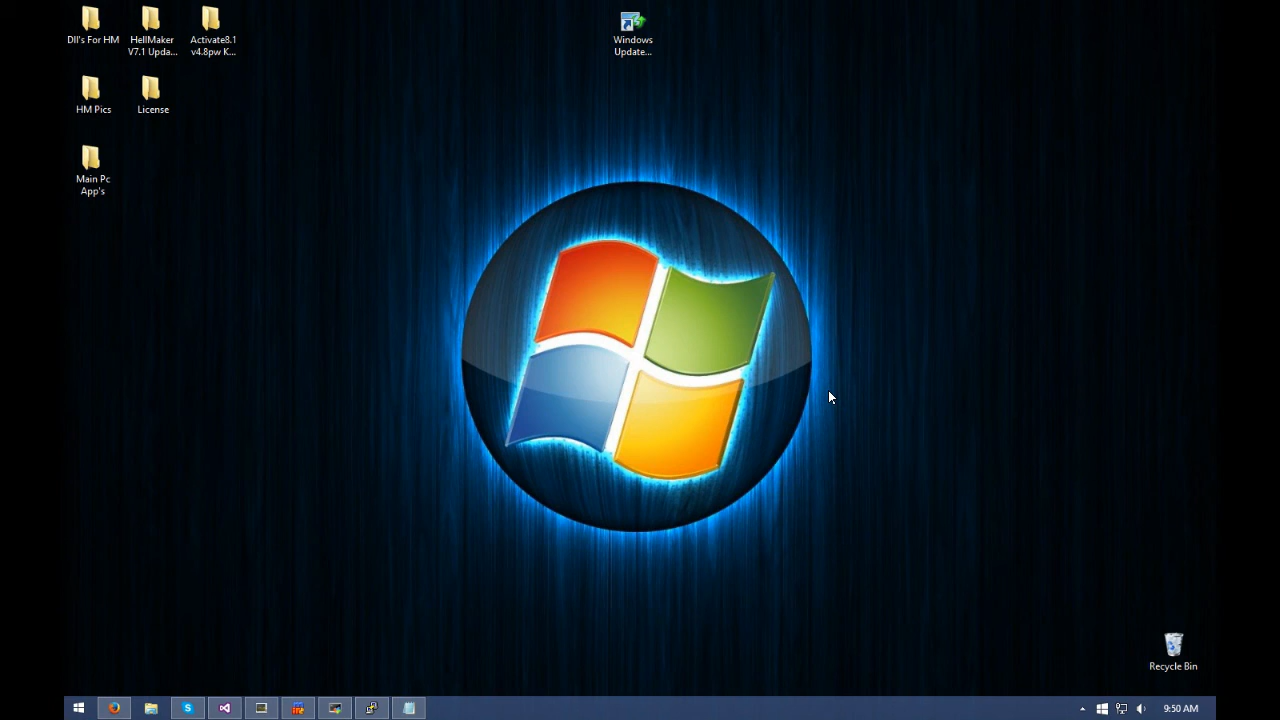 Dll's For HM
HellMaker
V7.1 Upda...
Activate8.1
v4.8pw K...
Windows
Update...
HM Pics
License
Main Pc
App's
Recycle Bin
9:50 AM